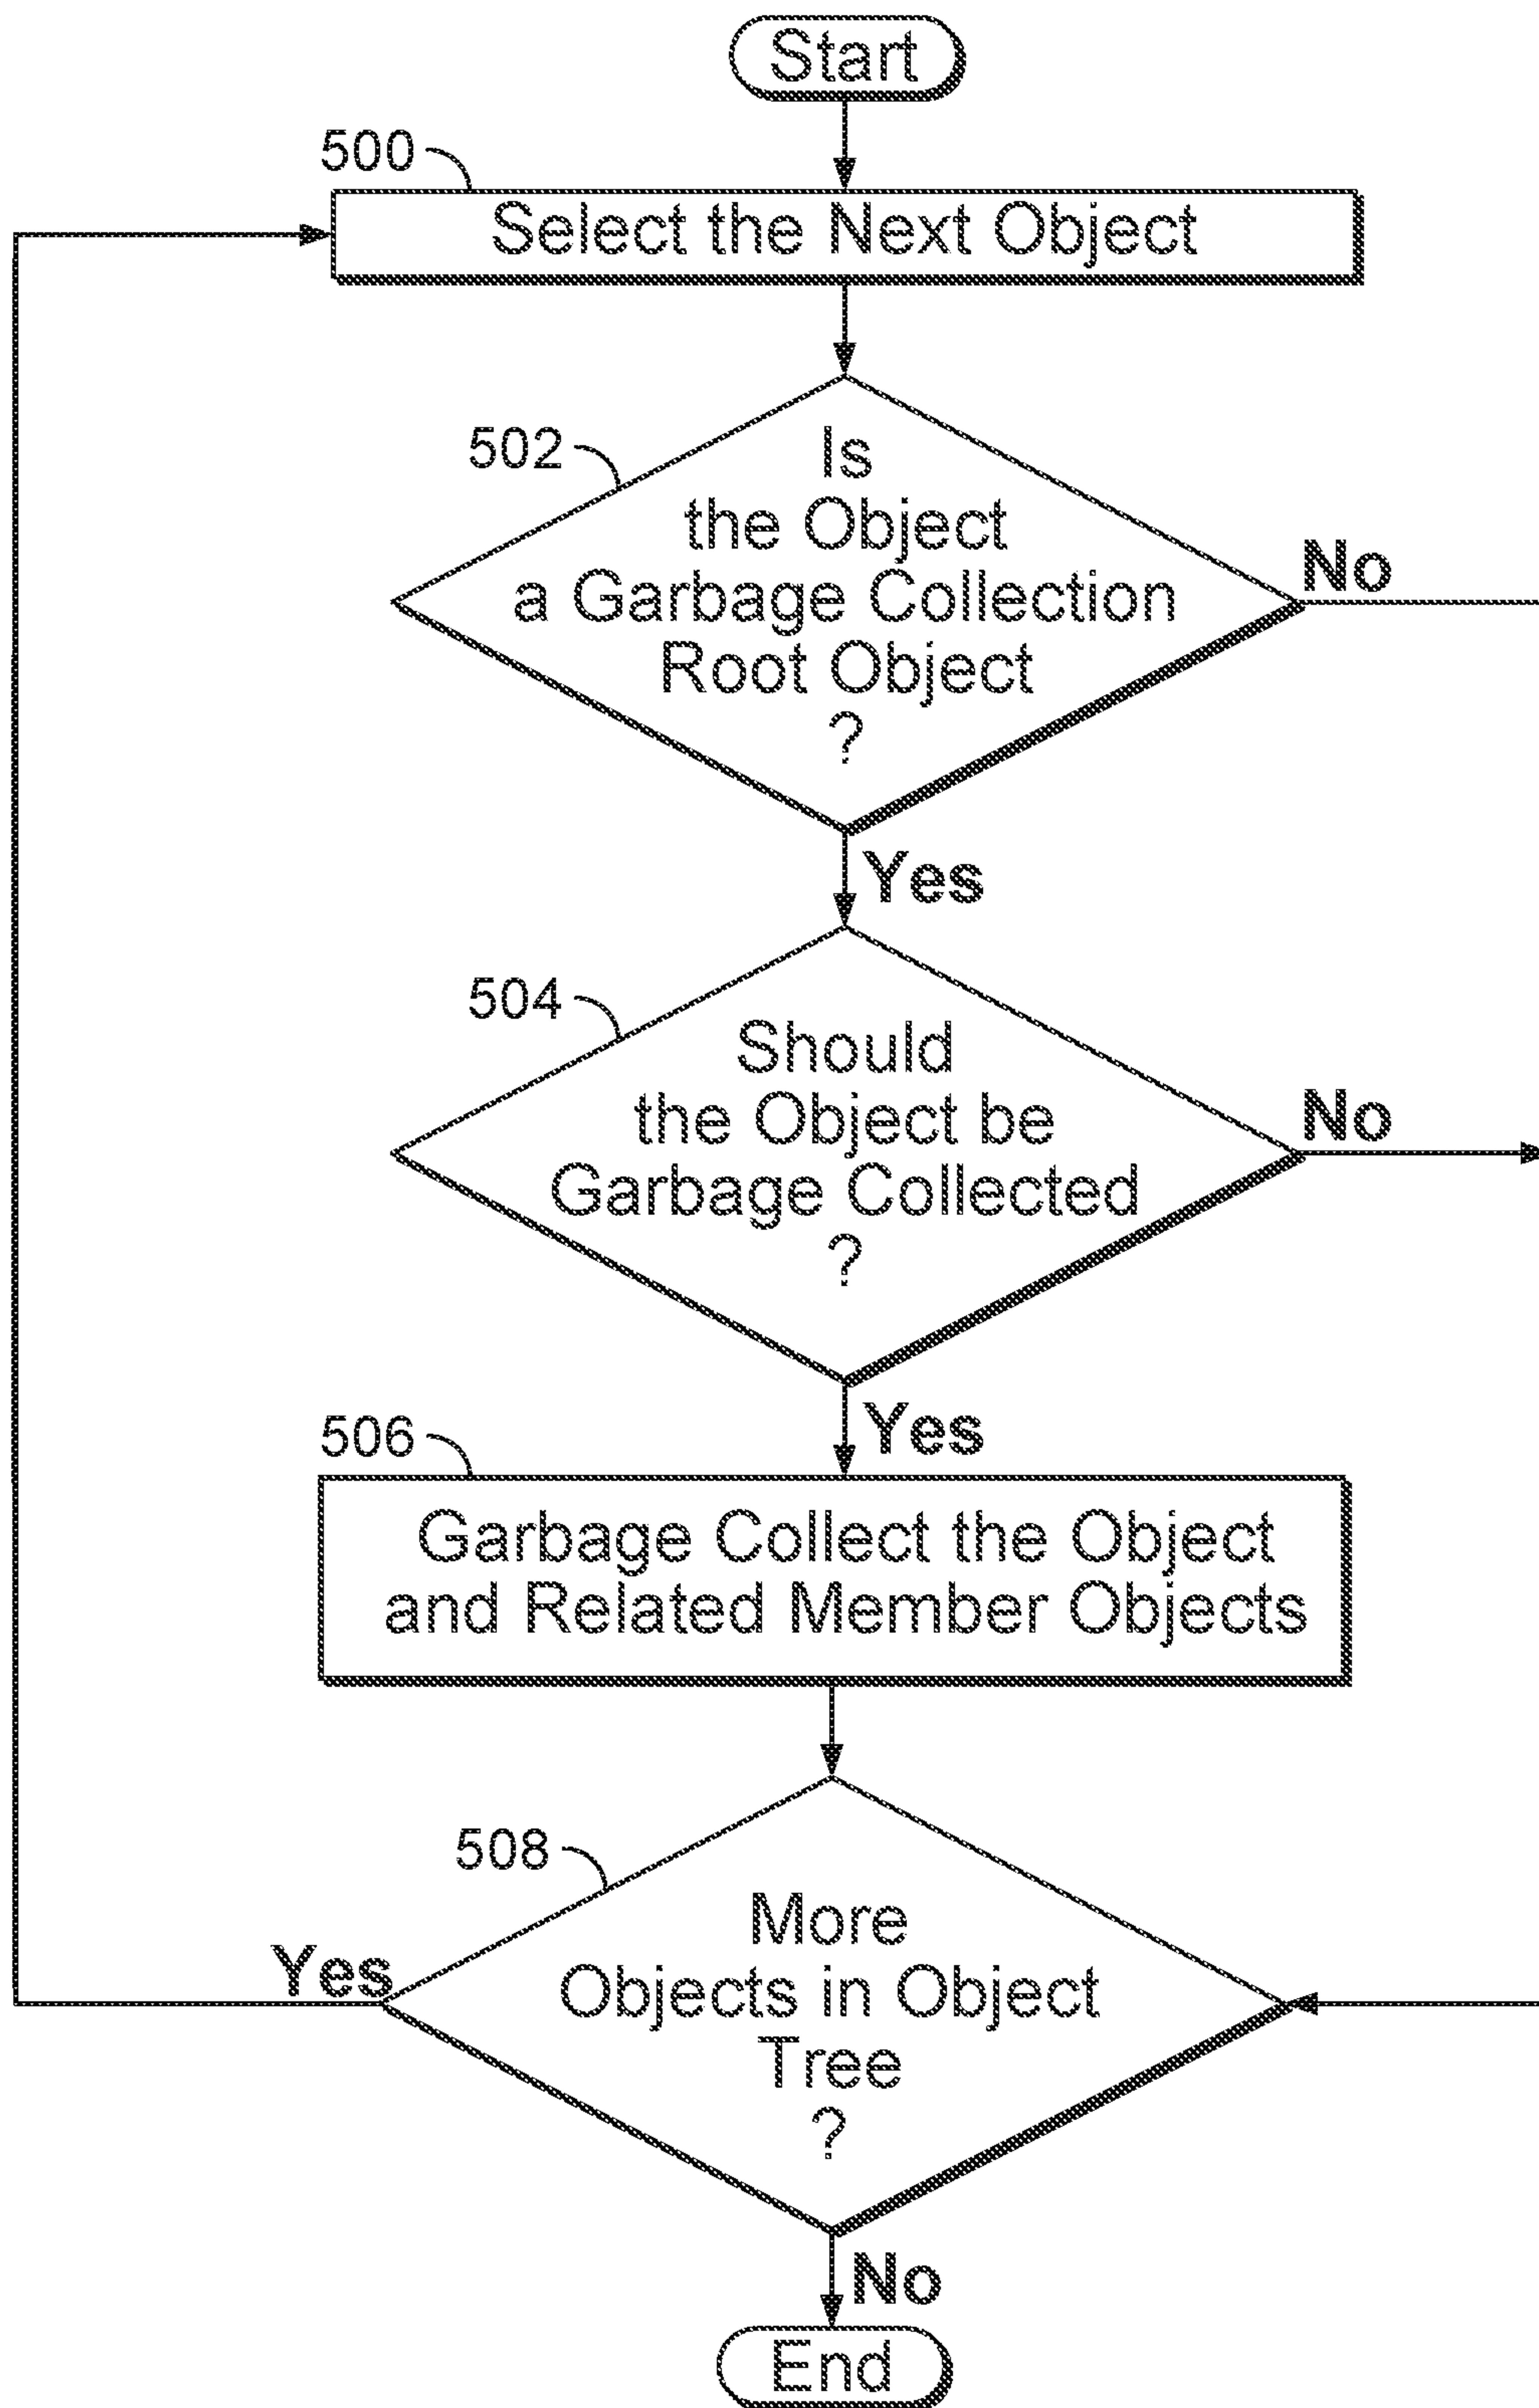 Start
500
Select the Next Object
502
Is
the Object
a Garbage Collection
Root Object
?
No
Yes
504
Should
the Object be
Garbage Collected
?
No
Yes
506
Garbage Collect the Object
and Related Member Objects
508
More
Objects in Object
Tree
?
Yes
No
End